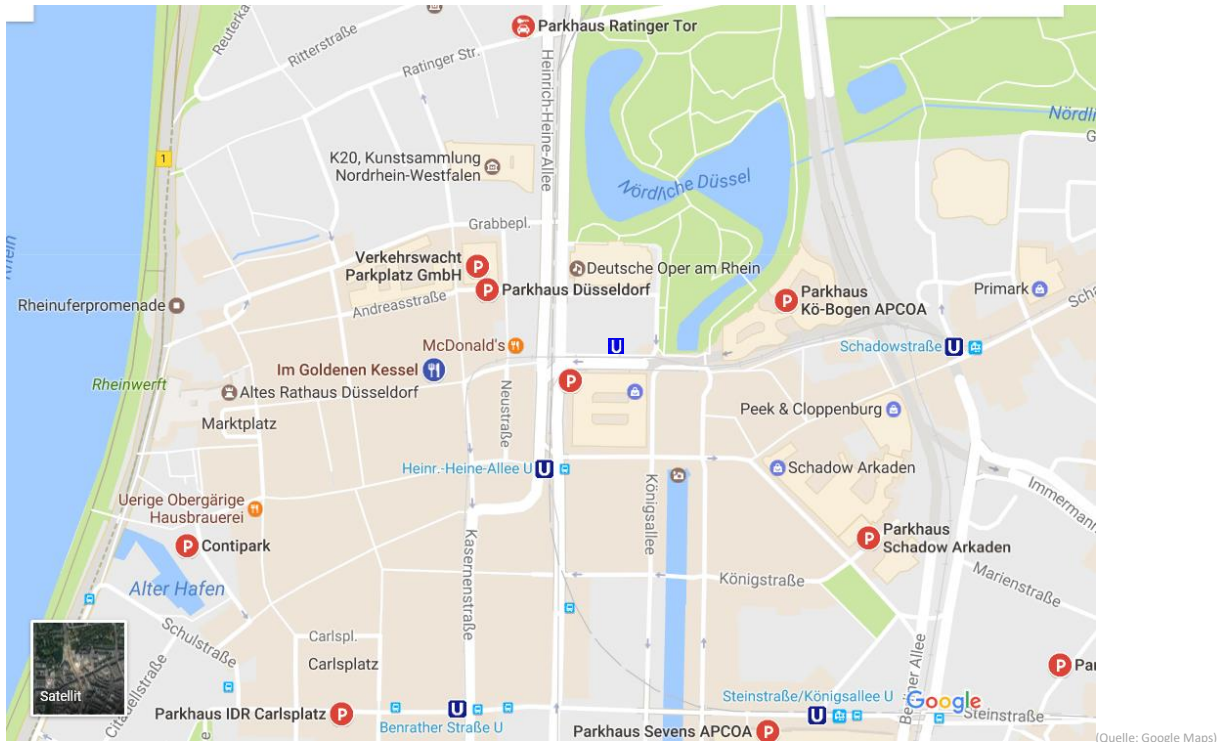 Parkhaus Ratinger Tor
Reuterka
Ritterstraße
Ratinger Str.
Heinrich-Heine-Allee
1
K20, Kunstsammlung
Nordrhein-Westfalen
Nördliche Düssel
Nördli
G
Rhein
Grabbepl.
Verkehrswacht
Parkplatz GmbH
P
Deutsche Oper am Rhein
P
Parkhaus Düsseldorf
Andreasstraße
Rheinuferpromenade
P
Parkhaus
Kö-Bogen APCOA
Primark
Scha
McDonald's
U
Schadowstraße
U
Im Goldenen Kessel
Rheinwerft
Altes Rathaus Düsseldorf
P
Neustraße
Marktplatz
Peek & Cloppenburg
Heinr.-Heine-Allee U
U
Schadow Arkaden
Königsallee
Immermann
Uerige Obergärige
Hausbrauerei
P
Contipark
Kasernenstraße
P
Parkhaus
Schadow Arkaden
Alter Hafen
Königstraße
Marienstraße
Schulstraße
Carlspl.
Carlsplatz
Satellit
Citadellstraße
P
Par
Parkhaus IDR Carlsplatz
P
U
Benrather Straße U
Steinstraße/Königsallee U
U
Berliner Allee
Google
Steinstraße
Parkhaus Sevens APCOA
P
e
(Quelle: Google Maps)